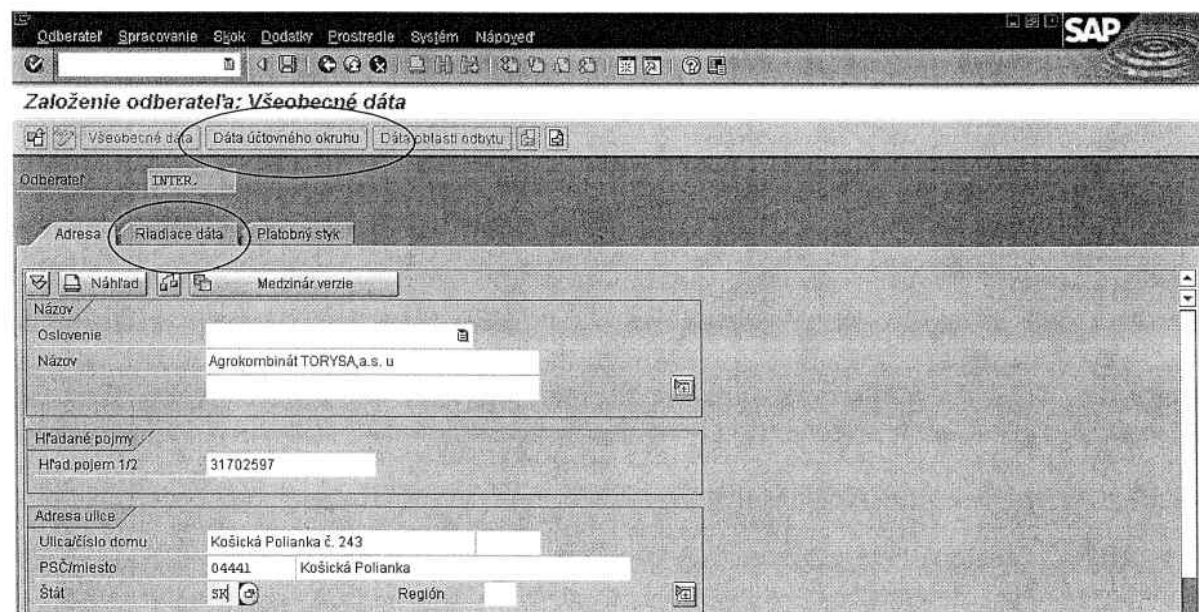 Odberateľ Spracovanie Skok Dodatky Prostredie Systém Nápoveď
SAP
Založenie odberateľa: Všeobecné dáta
Všeobecné dáta Dáta účtovného okruhu Dáta oblasti odbytu
Odberateľ INTER.
Adresa Riadiace dáta Platobný styk
Náhľad Medzinár.verzie
Názov
Oslovenie
Názov Agrokombinát TORYSA,a.s. u
Hľadané pojmy
Hľad.pojem 1/2 31702597
Adresa ulice
Ulica/číslo domu Košická Polianka č. 243
PSČ/miesto 04441 Košická Polianka
Štát SK Región